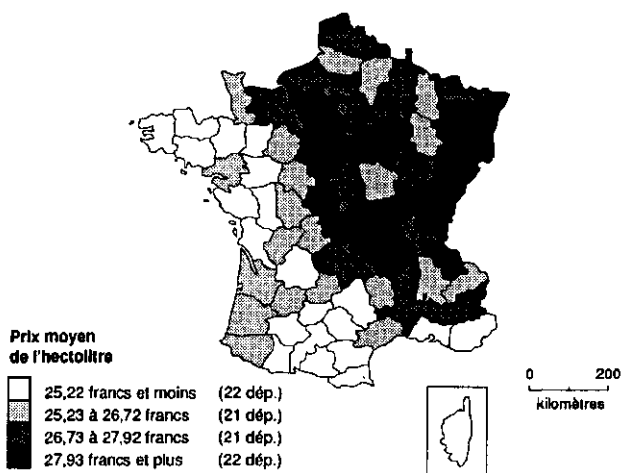 Prix moyen
de l'hectolitre
25,22 francs et moins (22 dép.)
25,23 à 26,72 francs (21 dép.)
26,73 à 27,92 francs (21 dép.)
27,93 francs et plus (22 dép.)
0 200
kilomètres